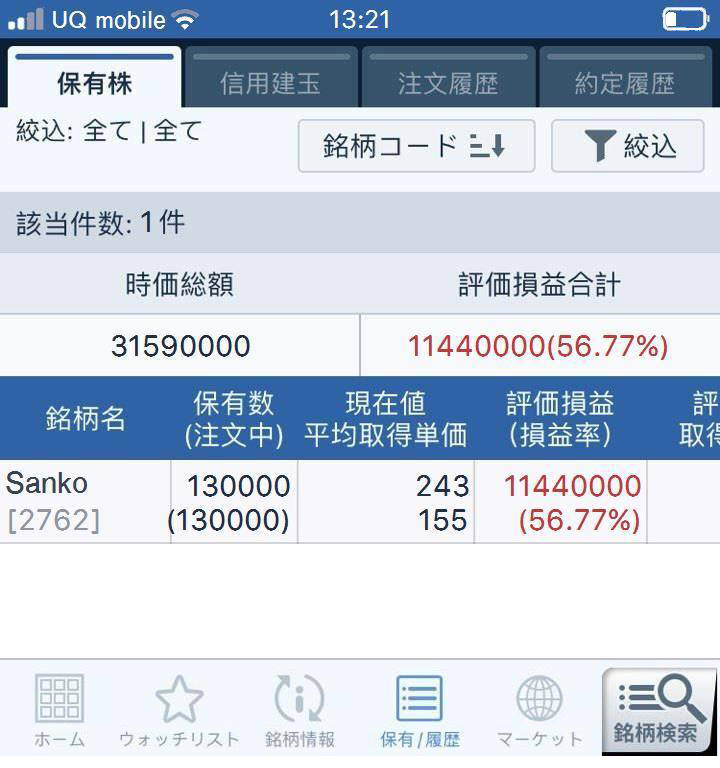 UQ mobile 13:21
保有株 信用建玉 注文履歴 約定履歴
絞込: 全て | 全て
銘柄コード 絞込
該当件数: 1件
時価総額 評価損益合計
31590000 11440000(56.77%)
銘柄名 保有数 現在値 評価損益 評
(注文中) 平均取得単価 (損益率) 取得
Sanko 130000 243 11440000
[2762] (130000) 155 (56.77%)
ホーム ウォッチリスト 銘柄情報 保有/履歴 マーケット 銘柄検索